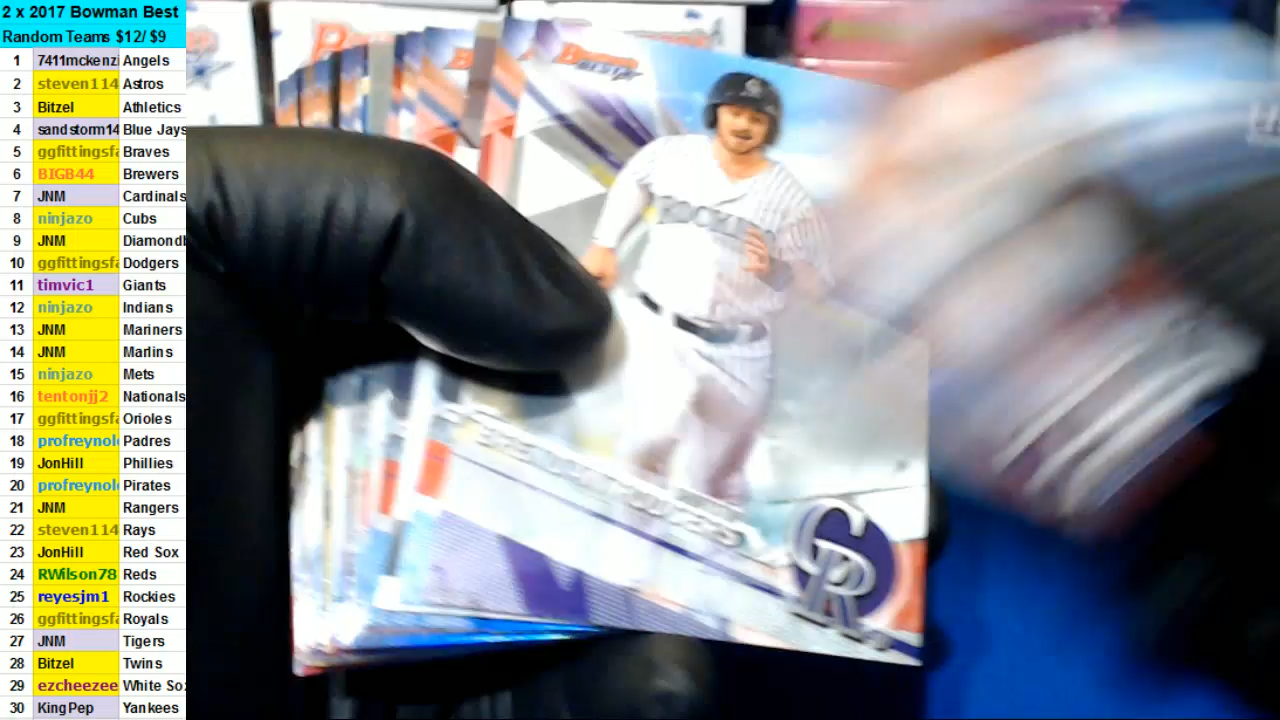 2 x 2017 Bowman Best
Random Teams $12/ $9
1 7411mckenzi Angels
2 steven114 Astros
3 Bitzel Athletics
4 sandstorm14 Blue Jays
5 ggfittingsfa Braves
6 BIGB44 Brewers
7 JNM Cardinals
8 ninjazo Cubs
9 JNM Diamondb
10 ggfittingsfa Dodgers
11 timvic1 Giants
12 ninjazo Indians
13 JNM Mariners
14 JNM Marlins
15 ninjazo Mets
16 tentonjj2 Nationals
17 ggfittingsfa Orioles
18 profreynol Padres
19 JonHill Phillies
20 profreynol Pirates
21 JNM Rangers
22 steven114 Rays
23 JonHill Red Sox
24 RWilson78 Reds
25 reyesjm1 Rockies
26 ggfittingsfa Royals
27 JNM Tigers
28 Bitzel Twins
29 ezcheezee White Sox
30 KingPep Yankees
Bowman
BEST
ROCKIES
CR